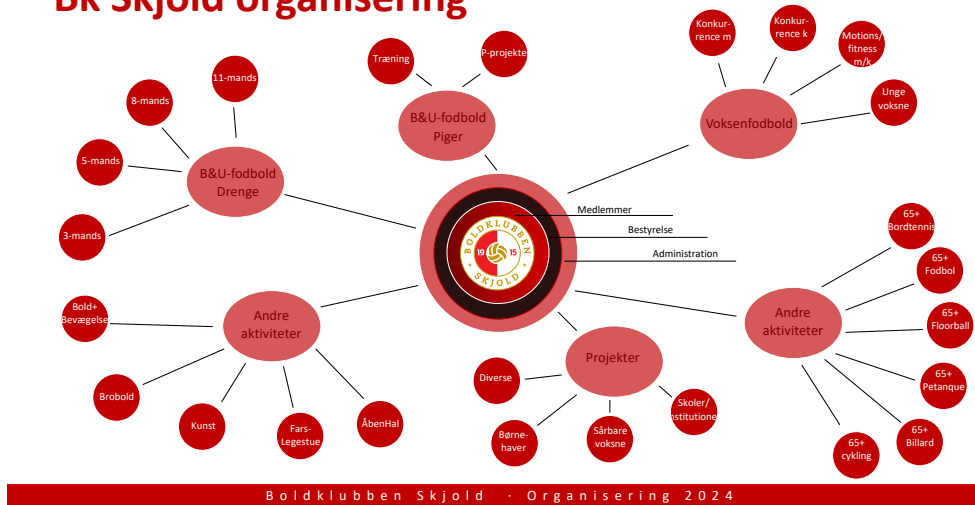 Bk Skjold organisering
Træning
P-projekte
Konkur-
rence m
Konkur-
rence k
Motions/
fitness
m/k
Unge
voksne
11-mands
8-mands
5-mands
3-mands
B&U-fodbold
Drenge
B&U-fodbold
Piger
Voksenfodbold
Medlemmer
Bestyrelse
Administration
BOLDKLUBBEN
19 15
SKJOLD
65+
Bordtennis
65+
Fodbol
65+
Floorball
65+
Petanque
65+
Billard
65+
cykling
Andre
aktiviteter
Bold+
Bevægelse
Andre
aktiviteter
Brobold
Kunst
Fars-
Legestue
ÅbenHal
Projekter
Diverse
Børne-
haver
Sårbare
voksne
Skoler/
nstitutione
Boldklubben Skjold · Organisering 2024